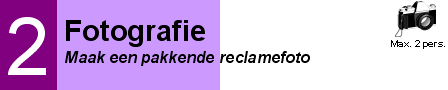 2
Fotografie
Maak een pakkende reclamefoto
Max. 2 pers.